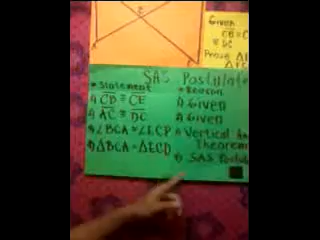 C
Given
CB ≅ C
≅ DC
Prove Δ
SAS Postulate
Statement Reason
1) CB ≅ CE 1) Given
2) AC ≅ DC 2) Given
3) ∠BCA ≅ ∠ECD 3) Vertical An
Theorem
4) ΔBCA ≅ ΔECD 4) SAS Postul